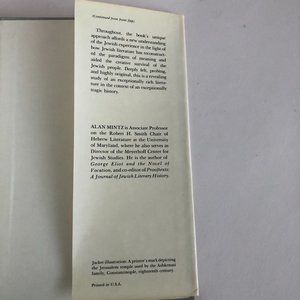 (Continued from front flap)
Throughout, the book's unique
approach affords a new understanding
of the Jewish experience in the light of
how Jewish literature has reconstruct-
ed the paradigms of meaning and
aided the creative survival of the
Jewish people. Deeply felt, probing,
and highly original, this is a revealing
study of an exceptionally rich litera-
ture in the context of an exceptionally
tragic history.
ALAN MINTZ is Associate Professor
on the Robert H. Smith Chair of
Hebrew Literature at the University
of Maryland, where he also serves as
Director of the Meyerhoff Center for
Jewish Studies. He is the author of
George Eliot and the Novel of
Vocation, and co-editor of Prooftexts:
A Journal of Jewish Literary History.
Jacket illustration: A printer's mark depicting
the Jerusalem temple used by the Ashkenazi
family, Constantinople, eighteenth century.
Printed in U.S.A.